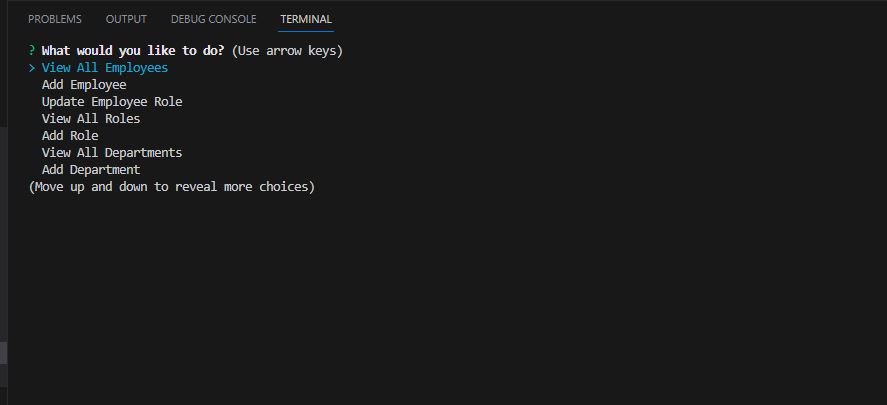 PROBLEMS OUTPUT DEBUG CONSOLE TERMINAL
? What would you like to do? (Use arrow keys)
> View All Employees
Add Employee
Update Employee Role
View All Roles
Add Role
View All Departments
Add Department
(Move up and down to reveal more choices)